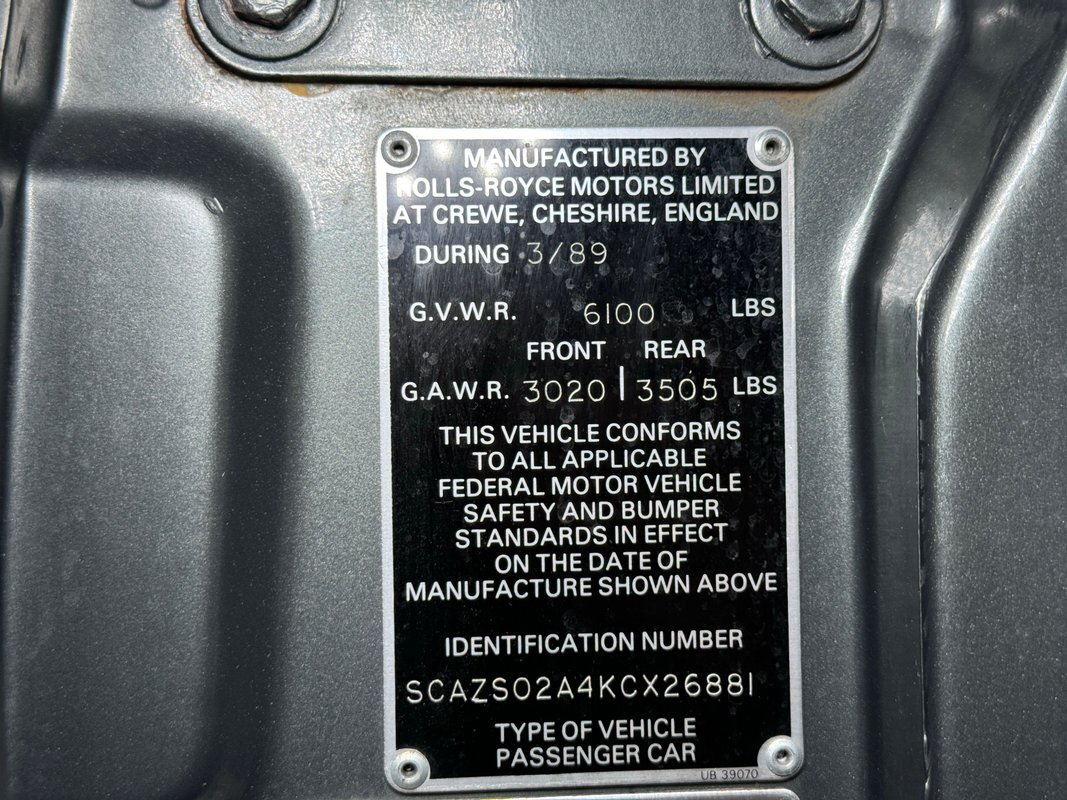 MANUFACTURED BY
ROLLS-ROYCE MOTORS LIMITED
AT CREWE, CHESHIRE, ENGLAND
DURING 3/89
G.V.W.R. 6100 LBS
FRONT REAR
G.A.W.R. 3020 | 3505 LBS
THIS VEHICLE CONFORMS
TO ALL APPLICABLE
FEDERAL MOTOR VEHICLE
SAFETY AND BUMPER
STANDARDS IN EFFECT
ON THE DATE OF
MANUFACTURE SHOWN ABOVE
IDENTIFICATION NUMBER
SCAZS02A4KCX26881
TYPE OF VEHICLE
PASSENGER CAR
UB 39070